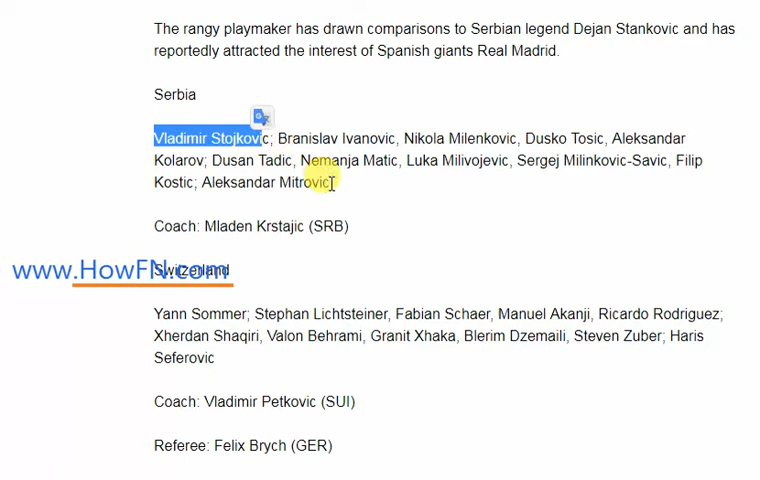 The rangy playmaker has drawn comparisons to Serbian legend Dejan Stankovic and has
reportedly attracted the interest of Spanish giants Real Madrid.
Serbia
Vladimir Stojkovic; Branislav Ivanovic, Nikola Milenkovic, Dusko Tosic, Aleksandar
Kolarov; Dusan Tadic, Nemanja Matic, Luka Milivojevic, Sergej Milinkovic-Savic, Filip
Kostic; Aleksandar Mitrovic
Coach: Mladen Krstajic (SRB)
www.HowFN.com
Switzerland
Yann Sommer; Stephan Lichtsteiner, Fabian Schaer, Manuel Akanji, Ricardo Rodriguez;
Xherdan Shaqiri, Valon Behrami, Granit Xhaka, Blerim Dzemaili, Steven Zuber; Haris
Seferovic
Coach: Vladimir Petkovic (SUI)
Referee: Felix Brych (GER)